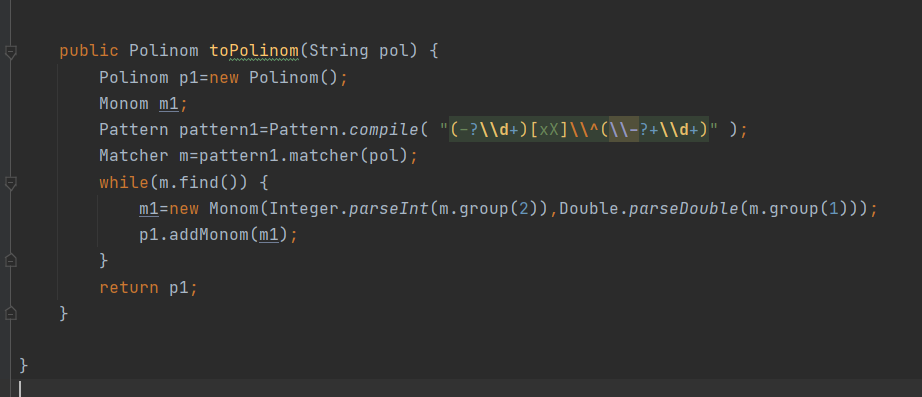 public Polinom toPolinom(String pol) {
Polinom p1=new Polinom();
Monom m1;
Pattern pattern1=Pattern.compile( "(-?\\d+)[xX]\\^(\\-?+\\d+)" );
Matcher m=pattern1.matcher(pol);
while(m.find()) {
m1=new Monom(Integer.parseInt(m.group(2)),Double.parseDouble(m.group(1)));
p1.addMonom(m1);
}
return p1;
}
}